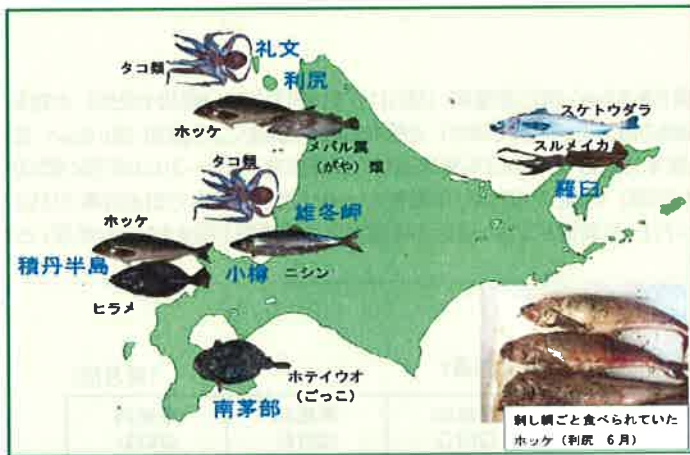 礼文
タコ類
利尻
ホッケ
メバル属
(がや)類
スケトウダラ
スルメイカ
羅臼
タコ類
雄冬岬
ホッケ
積丹半島
小樽
ニシン
ヒラメ
ホテイウオ
(ごっこ)
南茅部
刺し網ごと食べられていた
ホッケ(利尻 6月)